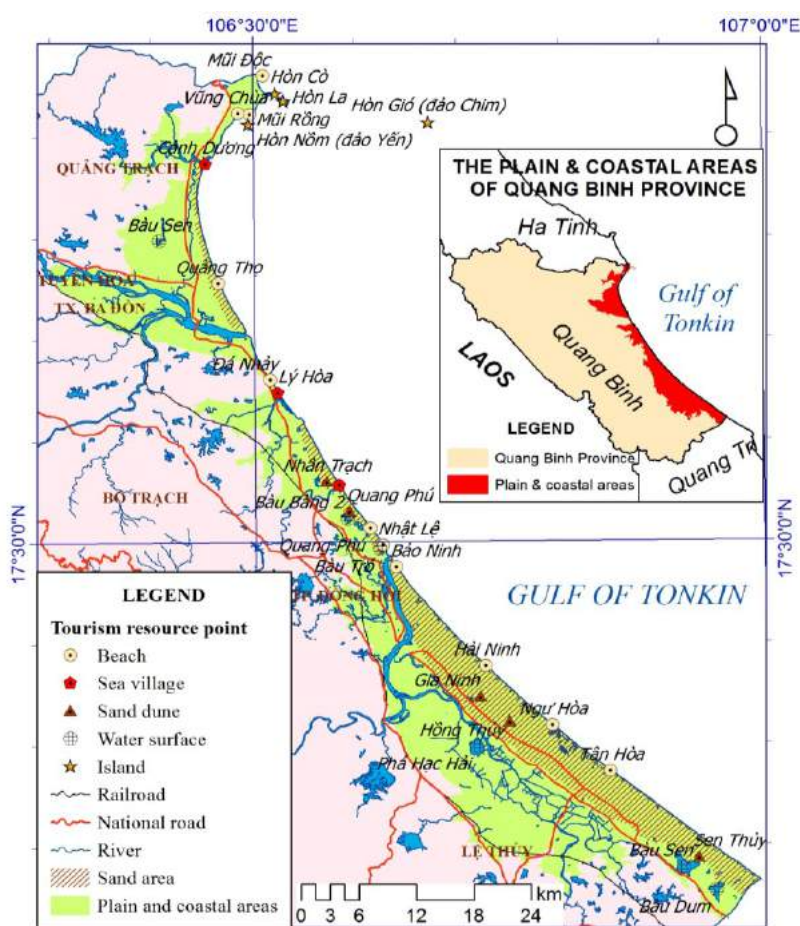 106°30'0"E
107°0'0"E
Mũi Độc
Hòn Cỏ
Hòn La
Vũng Chùa
Hòn Gió (đảo Chim)
Mũi Rồng
Hòn Nồm (đảo Yến)
Cảnh Dương
QUẢNG TRẠCH
Bàu Sen
Quảng Thọ
TUYÊN HÓA
TX. BA ĐỒN
Đá Nhảy
Lý Hòa
Nhân Trạch
BỐ TRẠCH
Quang Phú
Bàu Bàng 2
Nhật Lệ
17°30'0"N
17°30'0"N
Quang Phú
Bảo Ninh
Bàu Tró
TP. ĐỒNG HỚI
GULF OF TONKIN
Hải Ninh
Gia Ninh
Ngư Hòa
Hồng Thủy
Tân Hòa
Phá Hạc Hải
LỆ THỦY
Bàu Sen
Sen Thủy
Bàu Dum
THE PLAIN & COASTAL AREAS
OF QUANG BINH PROVINCE
Ha Tinh
Gulf of
Tonkin
LAOS
Quang Binh
LEGEND
Quang Binh Province
Plain & coastal areas
Quang Tri
LEGEND
Tourism resource point
Beach
Sea village
Sand dune
Water surface
Island
Railroad
National road
River
Sand area
Plain and coastal areas
km
0 3 6 12 18 24